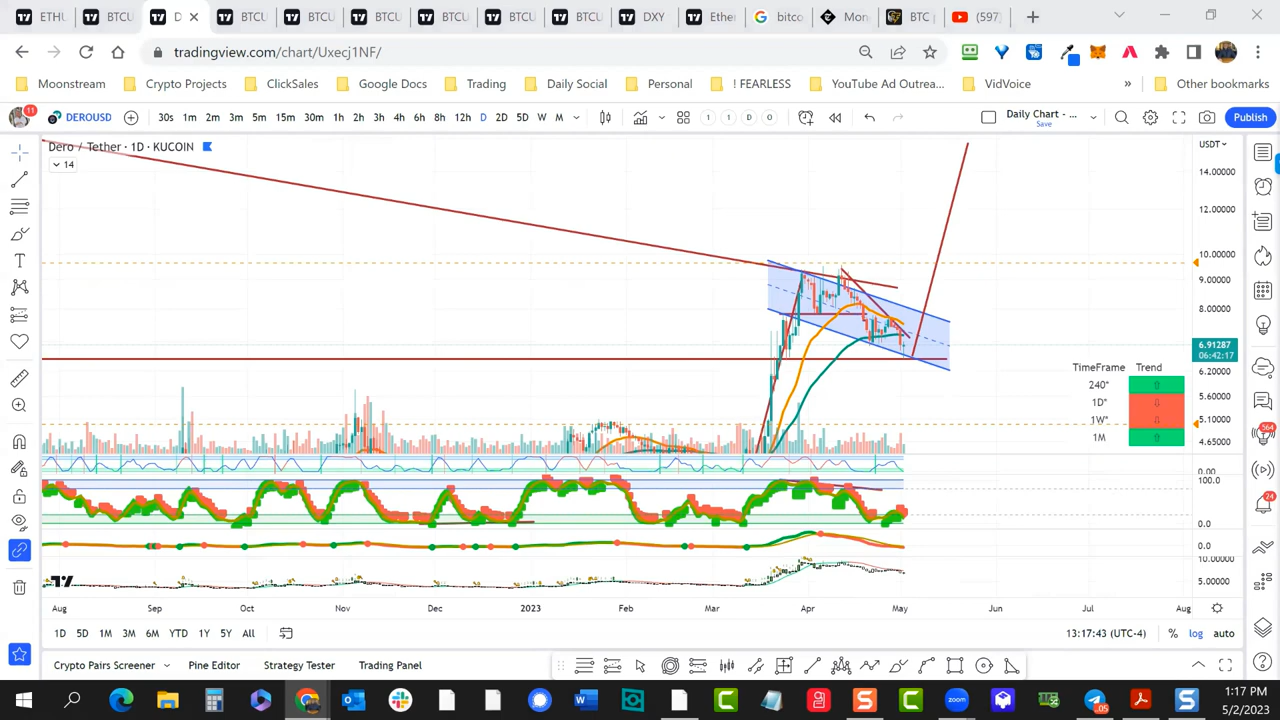 ETHU
BTCU
D
BTCU
BTCU
BTCU
BTCU
BTCU
BTCU
DXY
Ether
bitco
Mon
BTC p
(597)
tradingview.com/chart/Uxecj1NF/
Moonstream
Crypto Projects
ClickSales
Google Docs
Trading
Daily Social
Personal
! FEARLESS
YouTube Ad Outrea...
VidVoice
»
Other bookmarks
11
DEROUSD
30s 1m 2m 3m 5m 15m 30m 1h 2h 3h 4h 6h 8h 12h D 2D 5D W M
1 1 D O
Daily Chart - ...
Save
Publish
Dero / Tether · 1D · KUCOIN
USDT
14
14.00000
12.00000
10.00000
9.00000
8.00000
6.91287
06:42:17
6.20000
5.60000
5.10000
4.65000
TimeFrame Trend
240*
1D*
1W*
1M
0.00
100.0
0.0
0.0
10.00000
5.00000
564
24
Aug Sep Oct Nov Dec 2023 Feb Mar Apr May Jun Jul Aug
1D 5D 1M 3M 6M YTD 1Y 5Y All
13:17:43 (UTC-4) % log auto
Crypto Pairs Screener
Pine Editor
Strategy Tester
Trading Panel
1:17 PM
5/2/2023